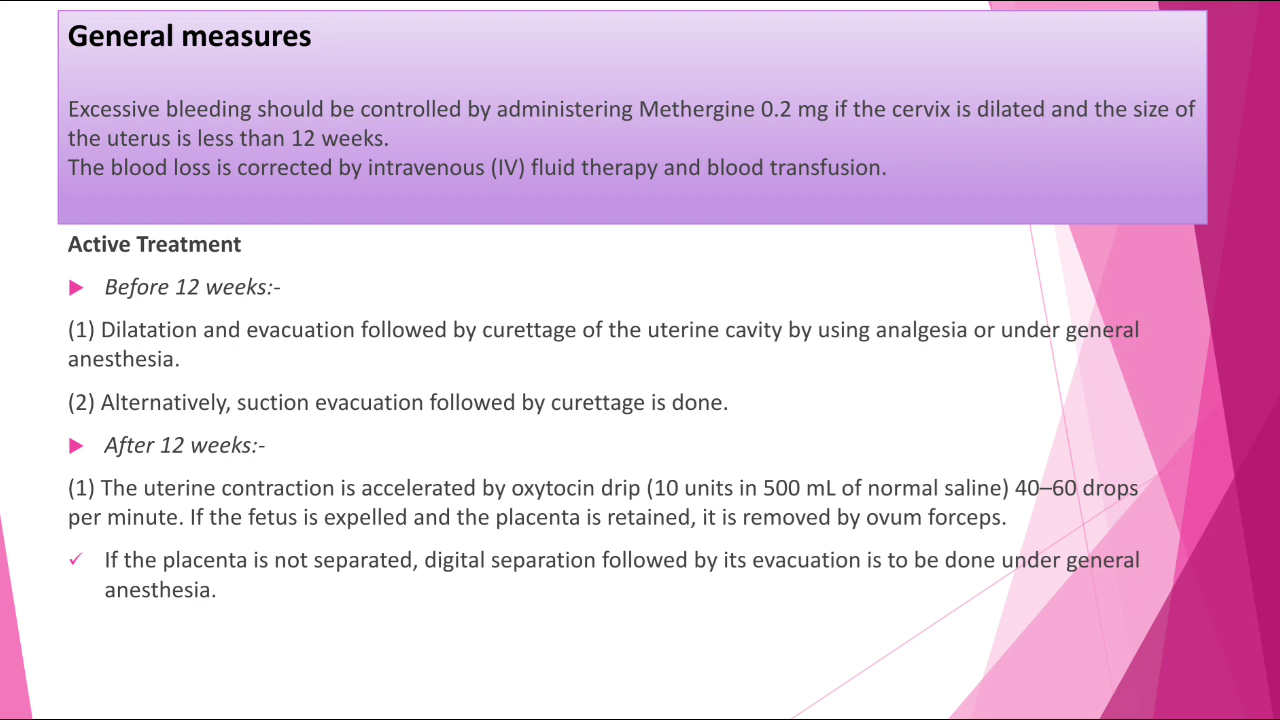 General measures
Excessive bleeding should be controlled by administering Methergine 0.2 mg if the cervix is dilated and the size of
the uterus is less than 12 weeks.
The blood loss is corrected by intravenous (IV) fluid therapy and blood transfusion.
Active Treatment
Before 12 weeks:-
(1) Dilatation and evacuation followed by curettage of the uterine cavity by using analgesia or under general
anesthesia.
(2) Alternatively, suction evacuation followed by curettage is done.
After 12 weeks:-
(1) The uterine contraction is accelerated by oxytocin drip (10 units in 500 mL of normal saline) 40–60 drops
per minute. If the fetus is expelled and the placenta is retained, it is removed by ovum forceps.
If the placenta is not separated, digital separation followed by its evacuation is to be done under general
anesthesia.